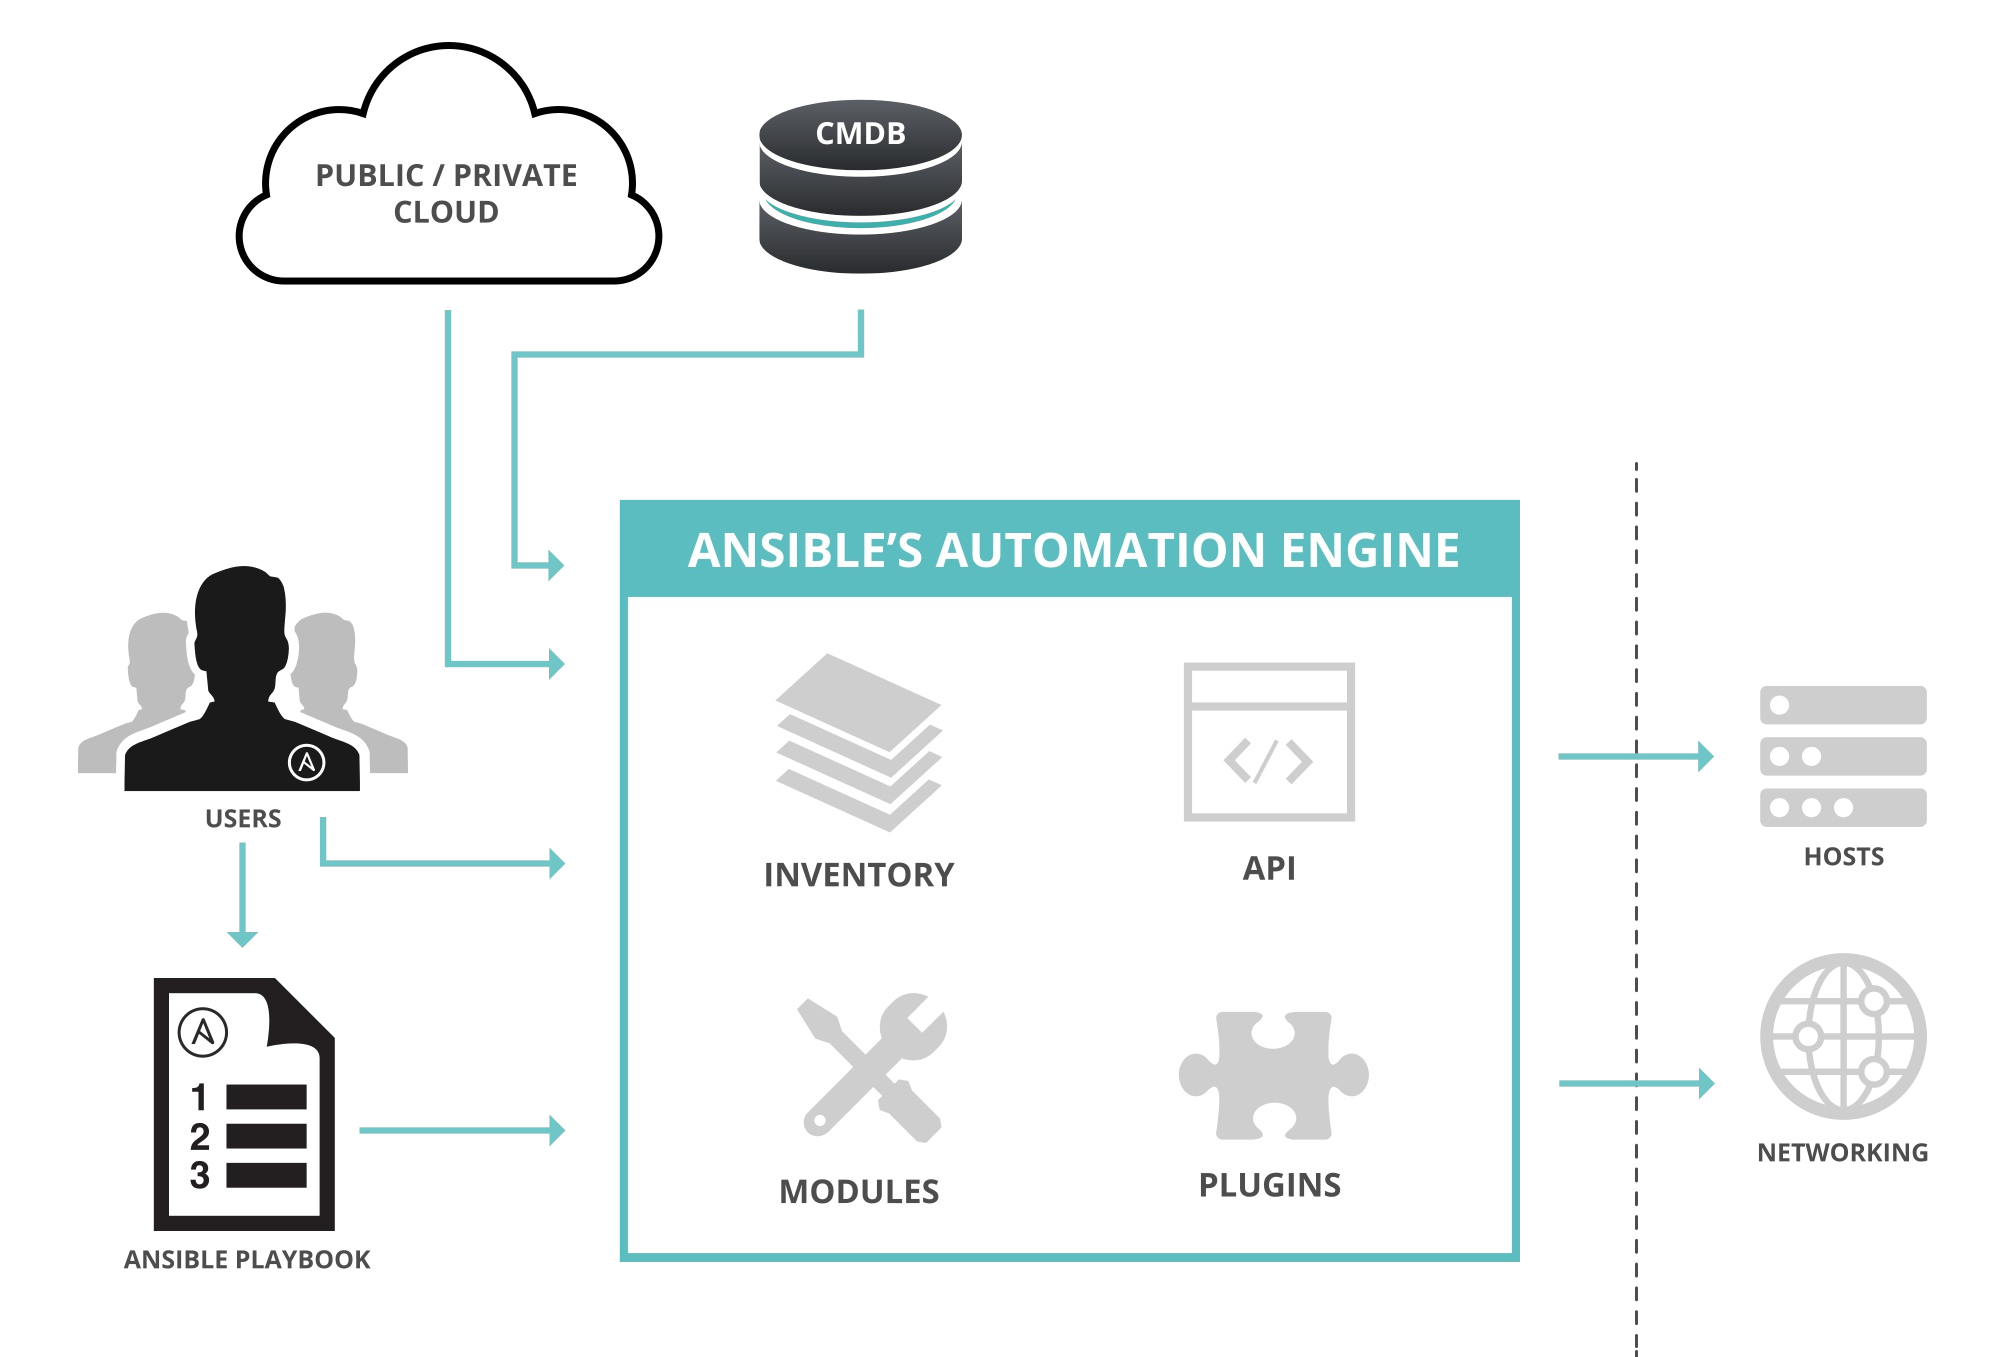 PUBLIC / PRIVATE
CLOUD
CMDB
ANSIBLE’S AUTOMATION ENGINE
USERS
INVENTORY
API
HOSTS
1
2
3
MODULES
PLUGINS
NETWORKING
ANSIBLE PLAYBOOK